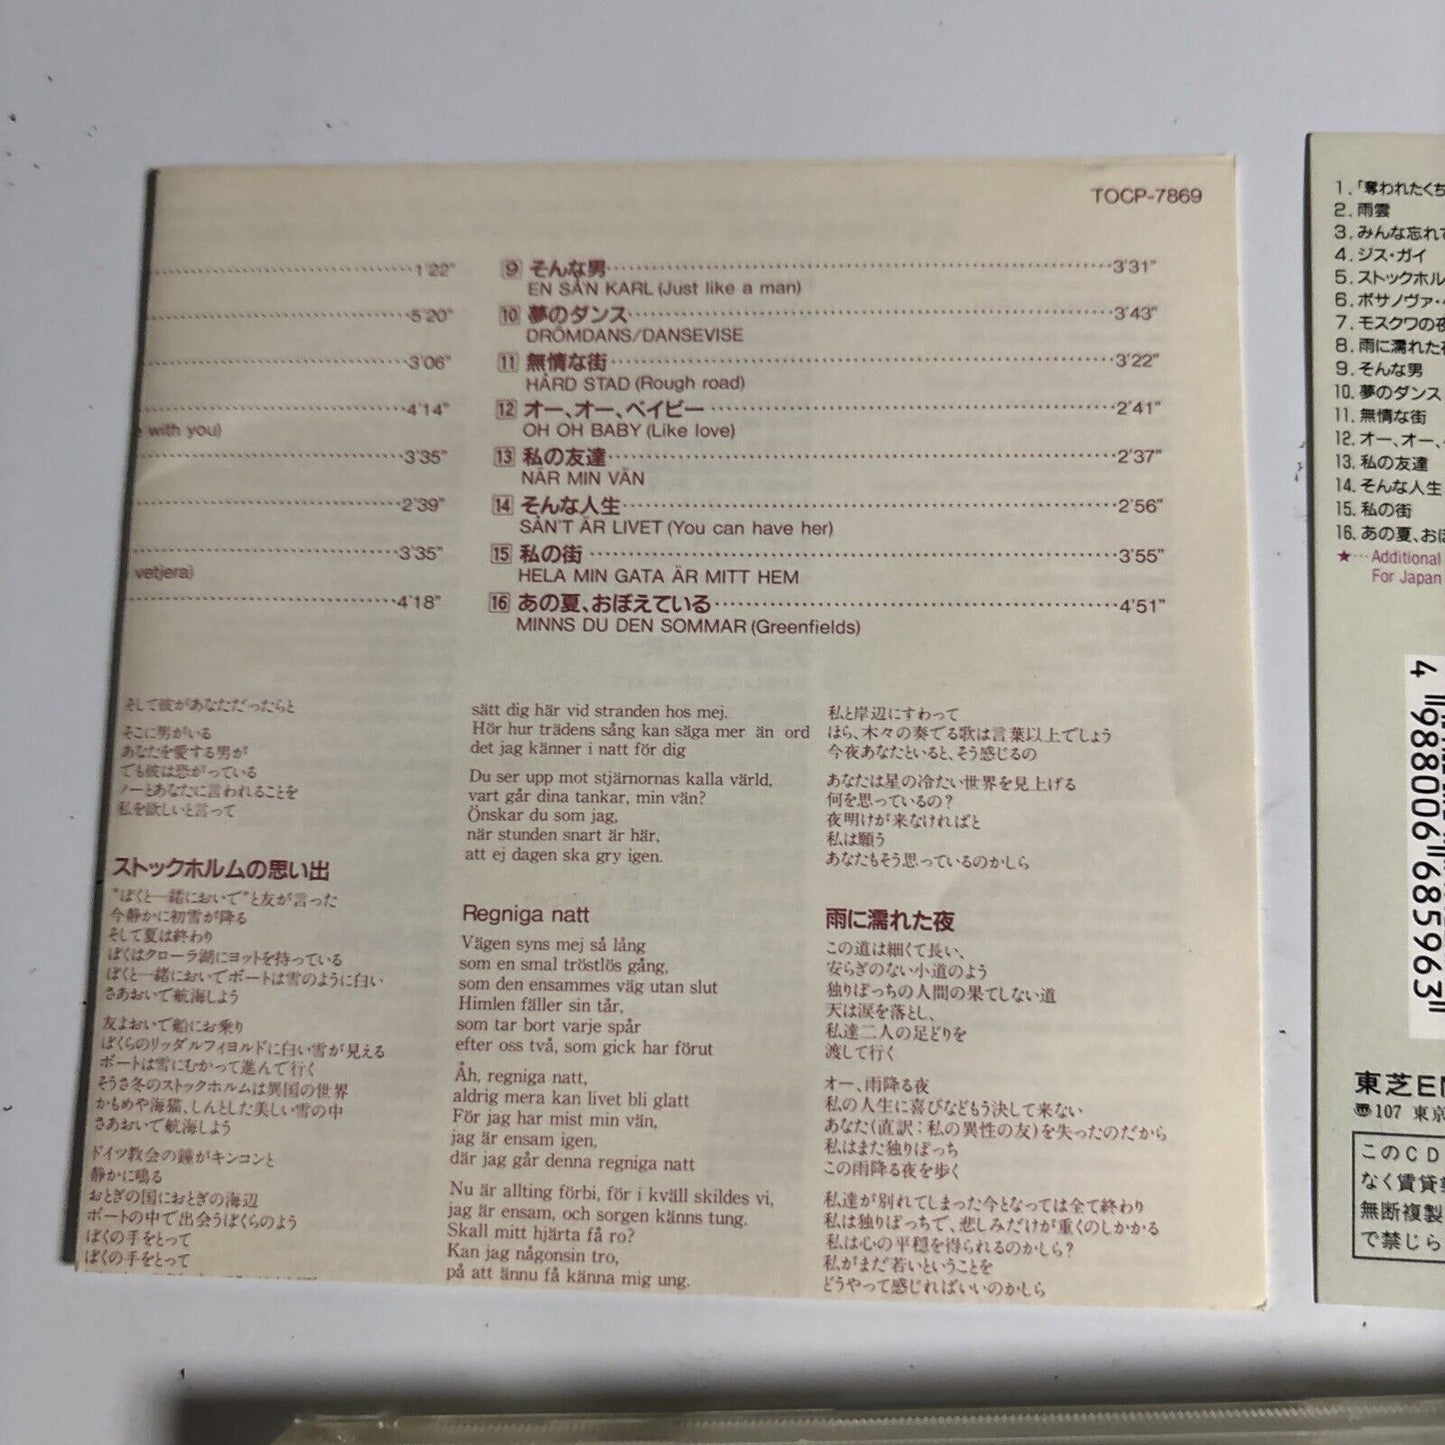 TOCP-7869
1'22"
5'20"
3'06"
4'14"
with you)
3'35"
2'39"
3'35"
vetjera)
4'18"
9 そんな男 3'31"
EN SÅ'N KARL (Just like a man)
10 夢のダンス 3'43"
DRÖMDANS/DANSEVISE
11 無情な街 3'22"
HÅRD STAD (Rough road)
12 オー、オー、ベイビー 2'41"
OH OH BABY (Like love)
13 私の友達 2'37"
NÄR MIN VÄN
14 そんな人生 2'56"
SÅN'T ÄR LIVET (You can have her)
15 私の街 3'55"
HELA MIN GATA ÄR MITT HEM
16 あの夏、おぼえている 4'51"
MINNS DU DEN SOMMAR (Greenfields)
そして彼があなただったらと
そこに男がいる
あなたを愛する男が
でも彼は恐がっている
ノーとあなたに言われることを
私を欲しいと言って
ストックホルムの思い出
"ぼくと一緒においで"と友が言った
今静かに初雪が降る
そして夏は終わり
ぼくはクローラ湖にヨットを持っている
ぼくと一緒においでボートは雪のように白い
さあおいで航海しよう
友よおいで船にお乗り
ぼくらのリッダルフィヨルドに白い雪が見える
ボートは雪にむかって進んで行く
そうさ冬のストックホルムは異国の世界
かもめや海猫、しんとした美しい雪の中
さあおいで航海しよう
ドイツ教会の鐘がキンコンと
静かに鳴る
おとぎの国におとぎの海辺
ボートの中で出会うぼくらのよう
ぼくの手をとって
ぼくの手をとって
sätt dig här vid stranden hos mej.
Hör hur trädens sång kan säga mer än ord
det jag känner i natt för dig
Du ser upp mot stjärnornas kalla värld,
vart går dina tankar, min vän?
Önskar du som jag,
när stunden snart är här,
att ej dagen ska gry igen.
Regniga natt
Vägen syns mej så lång
som en smal tröstlös gång,
som den ensammes väg utan slut
Himlen fäller sin tår,
som tar bort varje spår
efter oss två, som gick har förut
Åh, regniga natt,
aldrig mera kan livet bli glatt
För jag har mist min vän,
jag är ensam igen,
där jag går denna regniga natt
Nu är allting förbi, för i kväll skildes vi,
jag är ensam, och sorgen känns tung.
Skall mitt hjärta få ro?
Kan jag någonsin tro,
på att ännu få känna mig ung.
私と岸辺にすわって
ほら、木々の奏でる歌は言葉以上でしょう
今夜あなたといると、そう感じるの
あなたは星の冷たい世界を見上げる
何を思っているの?
夜明けが来なければと
私は願う
あなたもそう思っているのかしら
雨に濡れた夜
この道は細くて長い、
安らぎのない小道のよう
独りぼっちの人間の果てしない道
天は涙を落とし、
私達二人の足どりを
渡して行く
オー、雨降る夜
私の人生に喜びなどもう決して来ない
あなた(直訳:私の異性の友)を失ったのだから
私はまた独りぼっち
この雨降る夜を歩く
私達が別れてしまった今となっては全て終わり
私は独りぼっちで、悲しみだけが重くのしかかる
私は心の平穏を得られるのかしら?
私がまだ若いということを
どうやって感じればいいのかしら
1.「奪われたくち
2.雨雲
3.みんな忘れて
4.ジス・ガイ
5.ストックホル
6.ボサノヴァ・
7.モスクワの夜
8.雨に濡れた夜
9.そんな男
10.夢のダンス
11.無情な街
12.オー、オー、
13.私の友達
14.そんな人生
15.私の街
16.あの夏、おぼ
★… Additional
For Japan
4 988006 685963
東芝EM
〠107 東京
このCD
なく賃貸業
無断複製
で禁じら